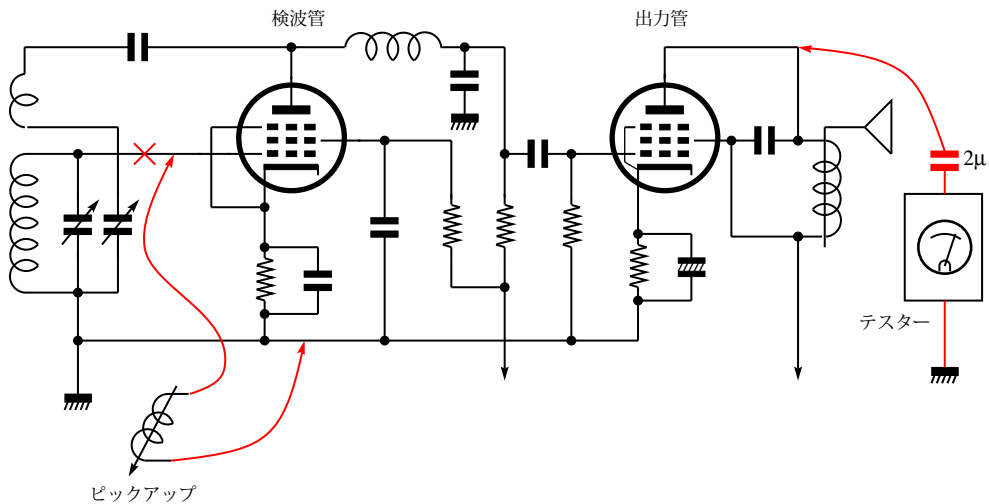 検波管
出力管
2μ
テスター
ピックアップ